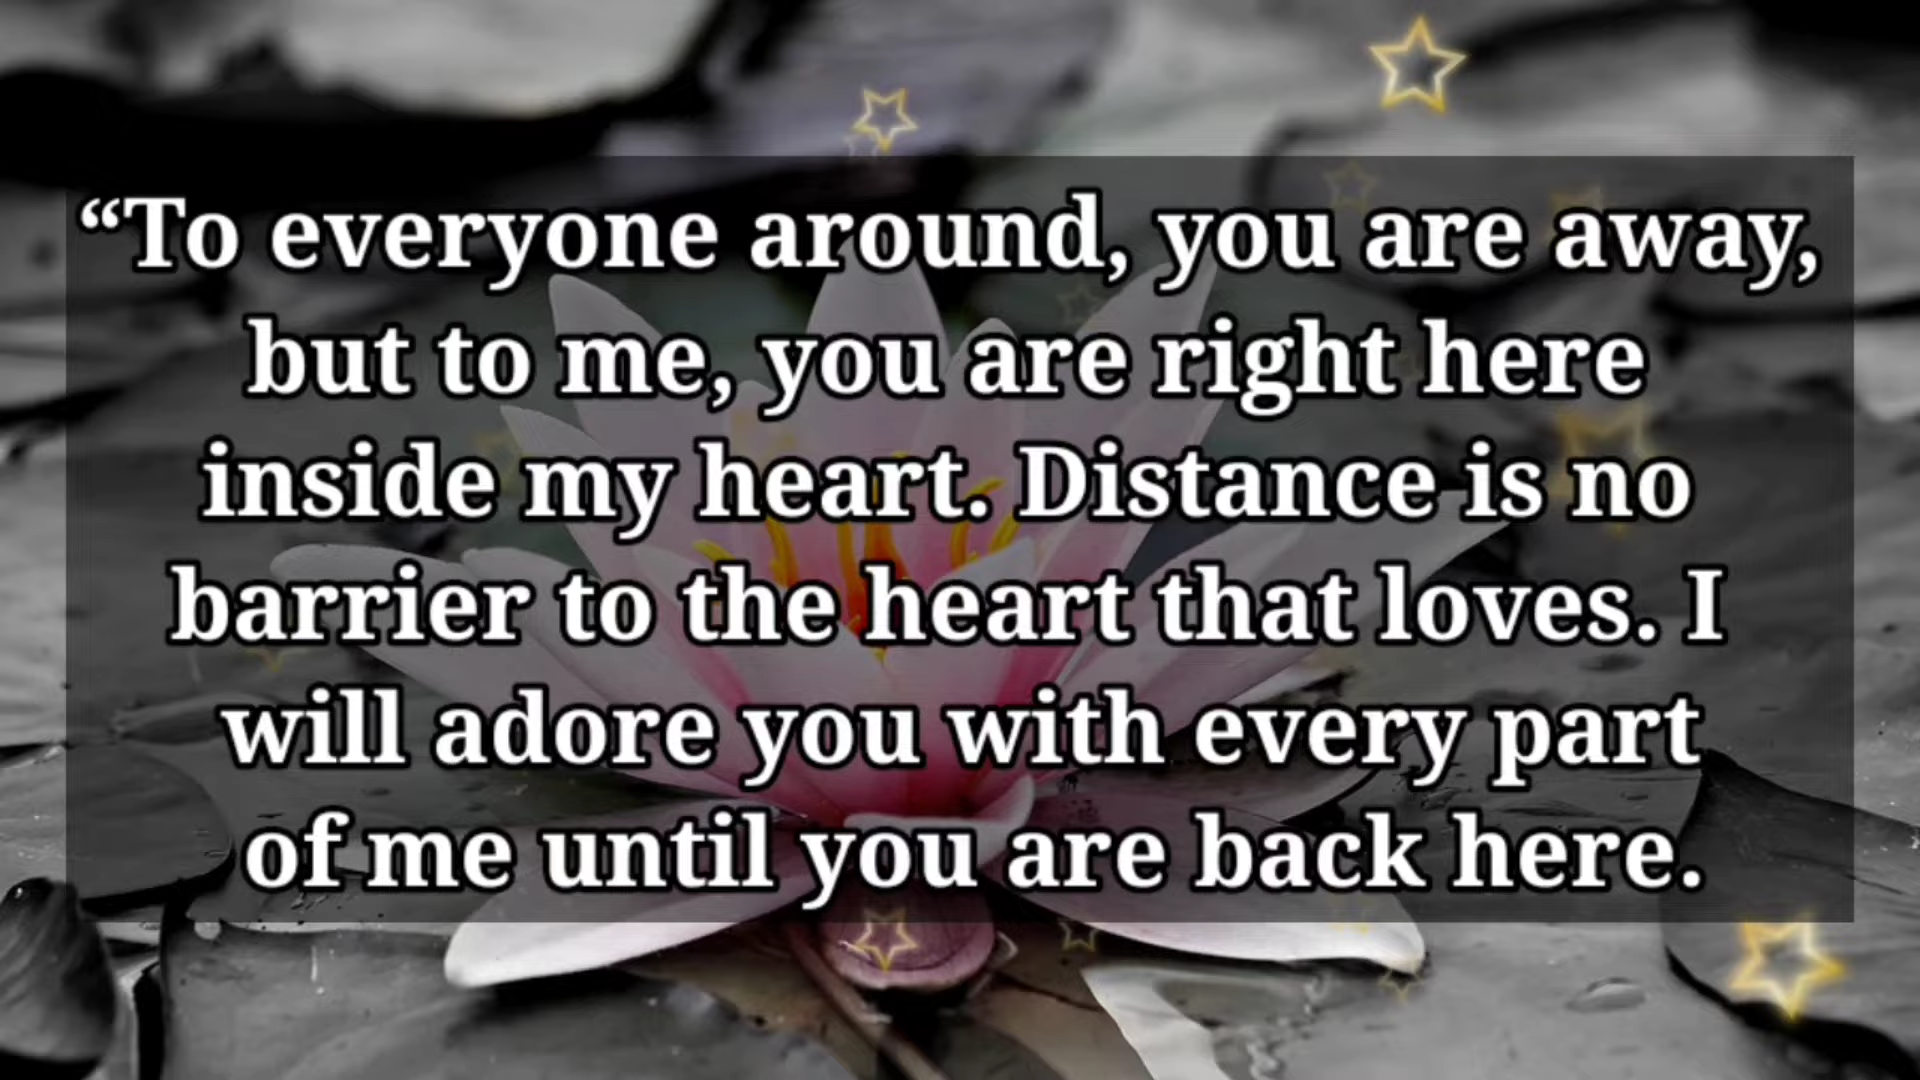 “To everyone around, you are away,
but to me, you are right here
inside my heart. Distance is no
barrier to the heart that loves. I
will adore you with every part
of me until you are back here.